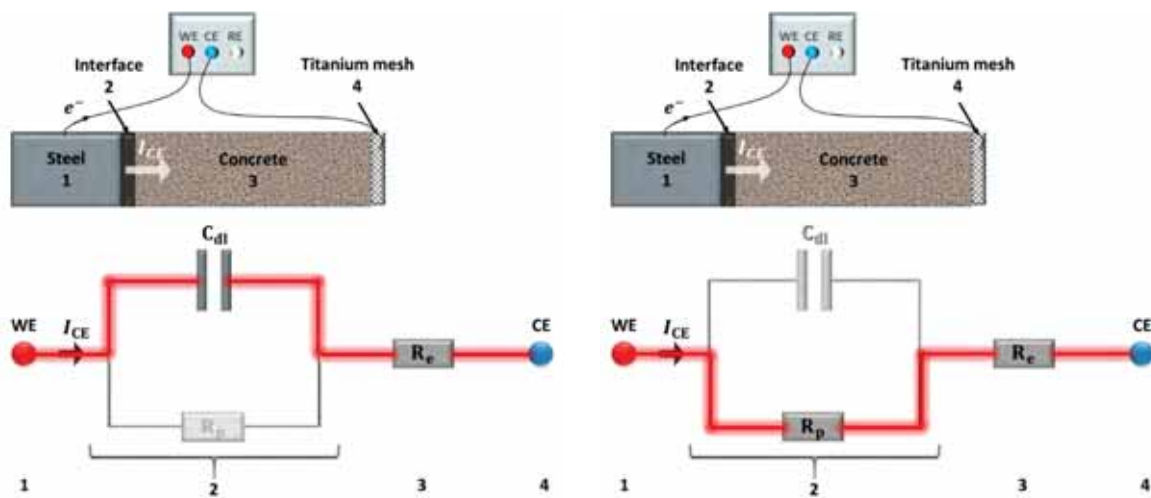 WE CE RE
Interface
2
Titanium mesh
4
e⁻
I_CE
Steel
1
Concrete
3
C_dl
WE
I_CE
CE
R_e
R_p
1
2
3
4
WE CE RE
Interface
2
Titanium mesh
4
e⁻
I_CE
Steel
1
Concrete
3
C_dl
WE
I_CE
CE
R_e
R_p
1
2
3
4